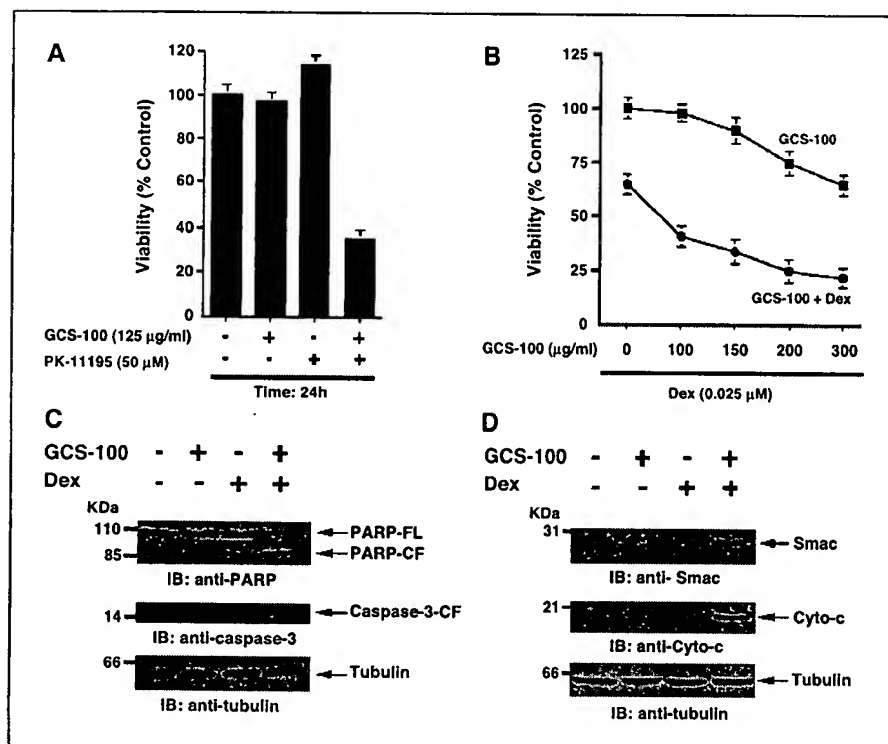 A
Viability (% Control)
120
100
80
60
40
20
0
GCS-100 (125 µg/ml) - + - +
PK-11195 (50 µM) - - + +
Time: 24h
B
Viability (% Control)
125
100
75
50
25
0
GCS-100
GCS-100 + Dex
GCS-100 (µg/ml) 0 100 150 200 300
Dex (0.025 µM)
C
GCS-100 - + - +
Dex - - + +
KDa
110
85
PARP-FL
PARP-CF
IB: anti-PARP
14
Caspase-3-CF
IB: anti-caspase-3
66
Tubulin
IB: anti-tubulin
D
GCS-100 - + - +
Dex - - + +
KDa
31
Smac
IB: anti- Smac
21
Cyto-c
IB: anti-Cyto-c
66
Tubulin
IB: anti-tubulin